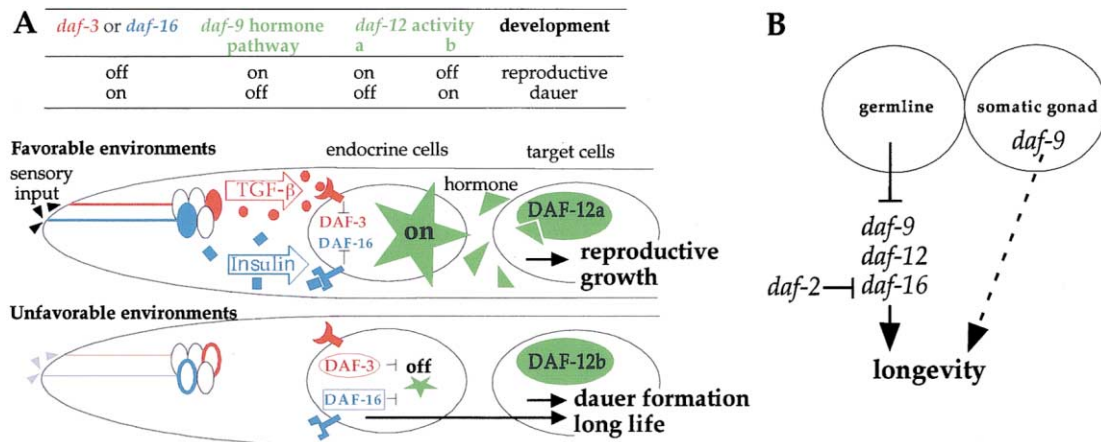 A
daf-3 or daf-16 daf-9 hormone pathway daf-12 activity development
a b
off on on off reproductive
on off off on dauer
Favorable environments endocrine cells target cells
sensory input
TGF-β
hormone
DAF-3
DAF-16
on
DAF-12a
Insulin
reproductive
growth
Unfavorable environments
DAF-3 off
DAF-16
DAF-12b
dauer formation
long life
B
germline somatic gonad
daf-9
daf-9
daf-12
daf-2 daf-16
longevity